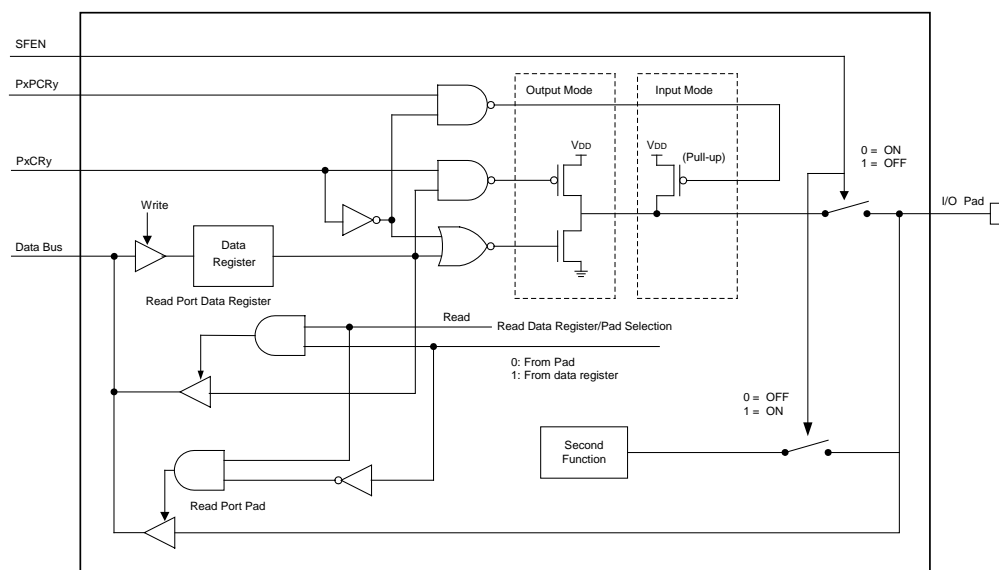 SFEN
PxPCRy
Output Mode
Input Mode
VDD
VDD
(Pull-up)
0 = ON
1 = OFF
PxCRy
I/O Pad
Write
Data Bus
Data
Register
Read Port Data Register
Read
Read Data Register/Pad Selection
0: From Pad
1: From data register
0 = OFF
1 = ON
Second
Function
Read Port Pad